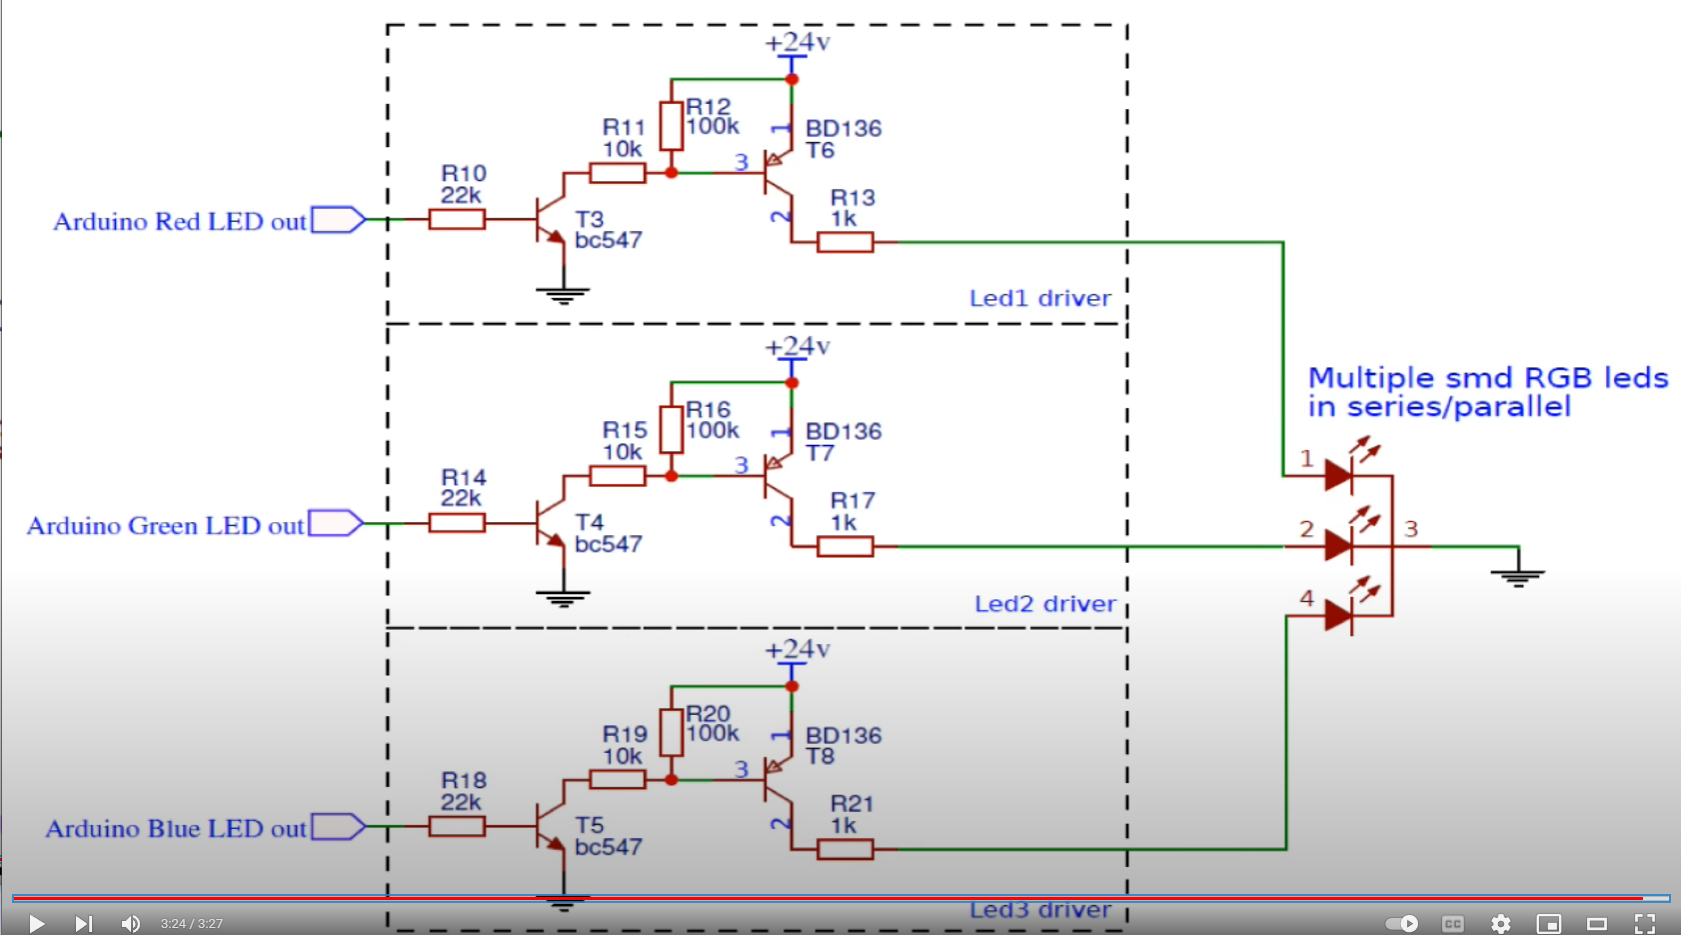 +24v
R12
100k
R11
10k
1
BD136
T6
3
R10
22k
R13
1k
2
Arduino Red LED out
T3
bc547
Led1 driver
+24v
Multiple smd RGB leds
in series/parallel
R16
100k
R15
10k
1
BD136
T7
3
1
R14
22k
R17
1k
2
Arduino Green LED out
T4
bc547
2
3
Led2 driver
4
+24v
R20
100k
R19
10k
1
BD136
T8
3
R18
22k
R21
1k
2
Arduino Blue LED out
T5
bc547
Led3 driver
3:24 / 3:27
CC